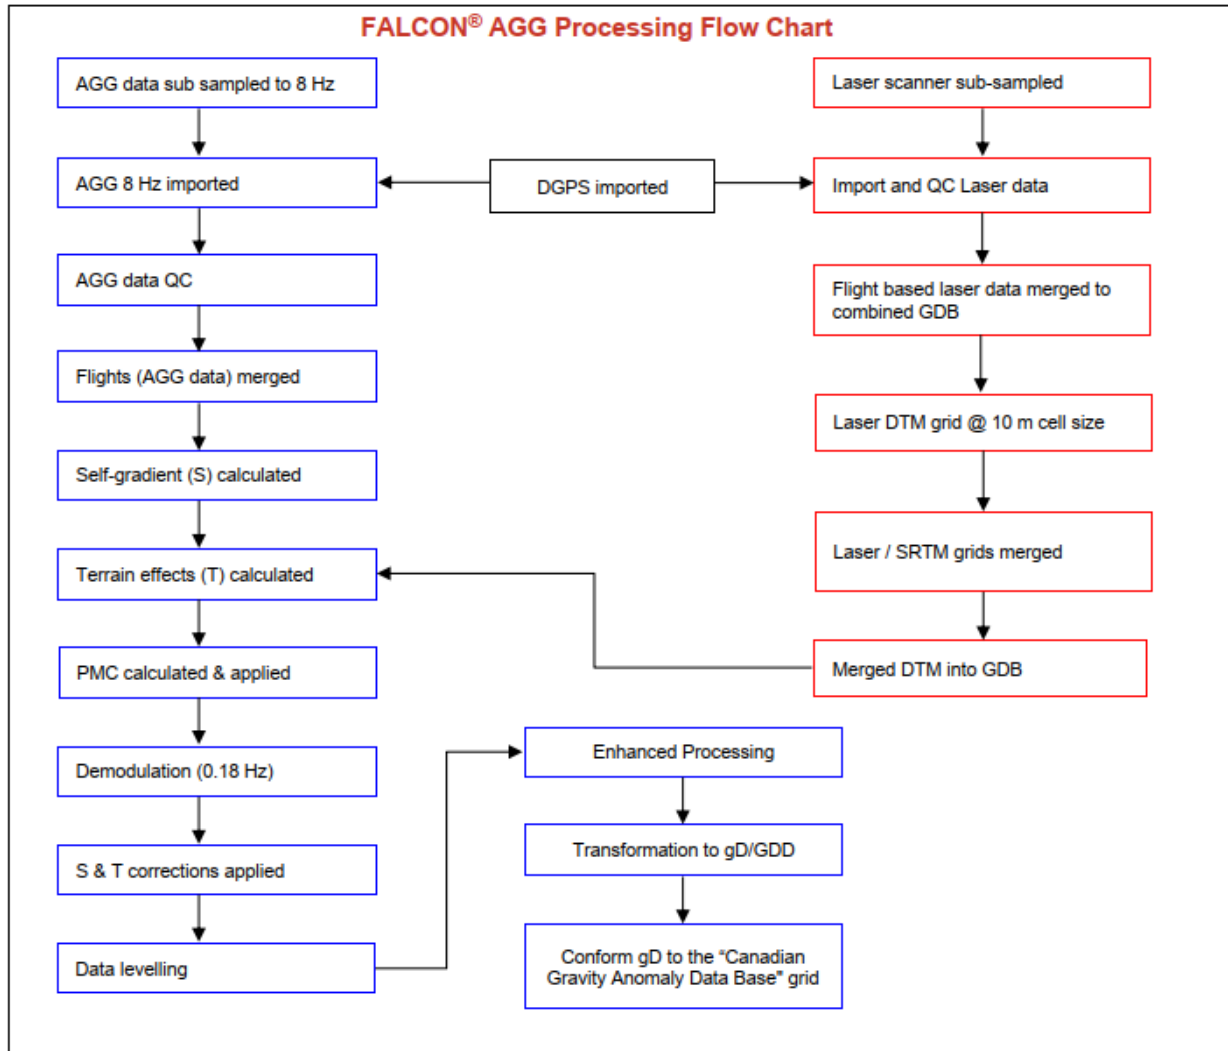 FALCON® AGG Processing Flow Chart
AGG data sub sampled to 8 Hz
AGG 8 Hz imported
AGG data QC
Flights (AGG data) merged
Self-gradient (S) calculated
Terrain effects (T) calculated
PMC calculated & applied
Demodulation (0.18 Hz)
S & T corrections applied
Data levelling
DGPS imported
Laser scanner sub-sampled
Import and QC Laser data
Flight based laser data merged to
combined GDB
Laser DTM grid @ 10 m cell size
Laser / SRTM grids merged
Merged DTM into GDB
Enhanced Processing
Transformation to gD/GDD
Conform gD to the “Canadian
Gravity Anomaly Data Base" grid